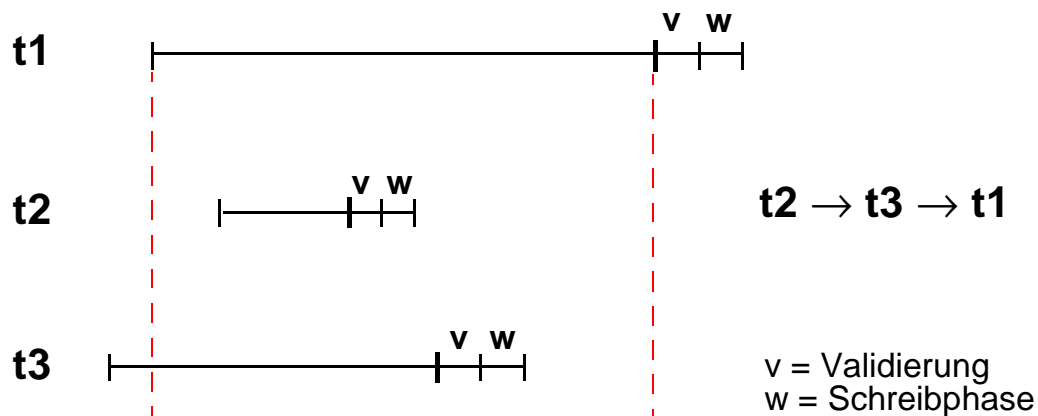 t1
v w
t2
v w
t2 → t3 → t1
t3
v w
v = Validierung
w = Schreibphase